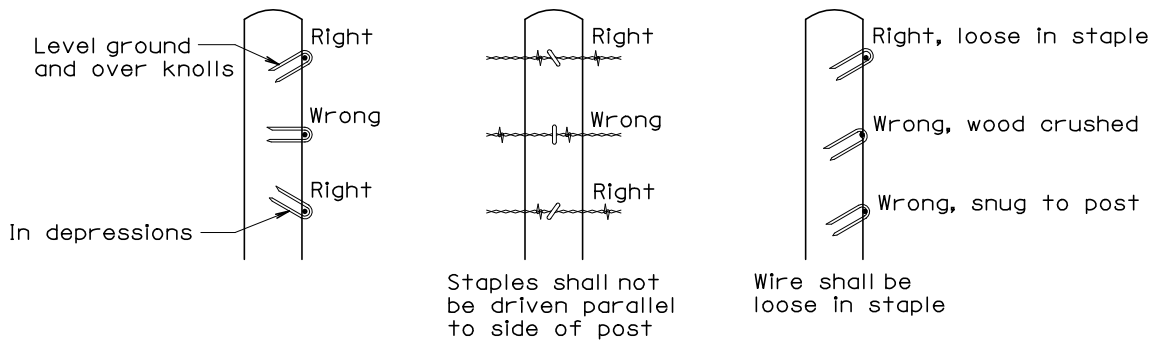 Right
Level ground
and over knolls
Wrong
Right
In depressions
Right
Wrong
Right
Staples shall not
be driven parallel
to side of post
Right, loose in staple
Wrong, wood crushed
Wrong, snug to post
Wire shall be
loose in staple